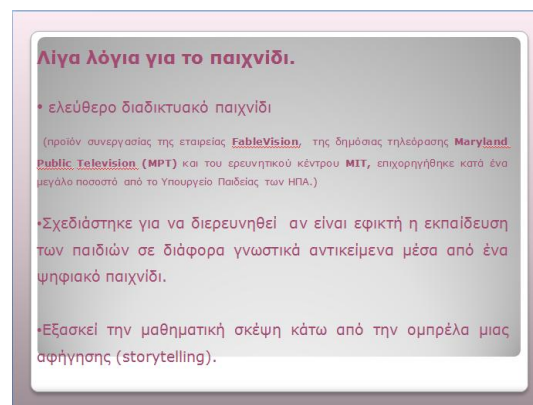 Λίγα λόγια για το παιχνίδι.
• ελεύθερο διαδικτυακό παιχνίδι
(προϊόν συνεργασίας της εταιρείας FableVision, της δημόσιας τηλεόρασης Maryland
Public Television (MPT) και του ερευνητικού κέντρου MIT, επιχορηγήθηκε κατά ένα
μεγάλο ποσοστό από το Υπουργείο Παιδείας των ΗΠΑ.)
•Σχεδιάστηκε για να διερευνηθεί αν είναι εφικτή η εκπαίδευση
των παιδιών σε διάφορα γνωστικά αντικείμενα μέσα από ένα
ψηφιακό παιχνίδι.
•Εξασκεί την μαθηματική σκέψη κάτω από την ομπρέλα μιας
αφήγησης (storytelling).